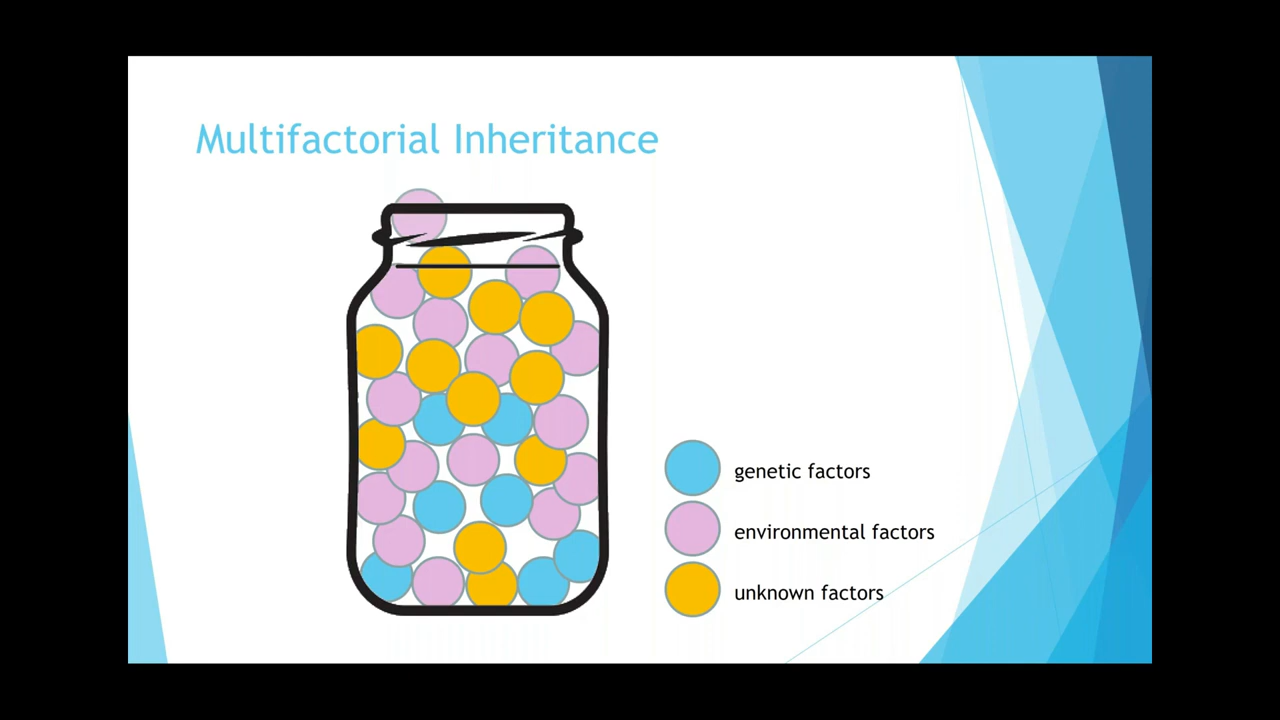 Multifactorial Inheritance
genetic factors
environmental factors
unknown factors